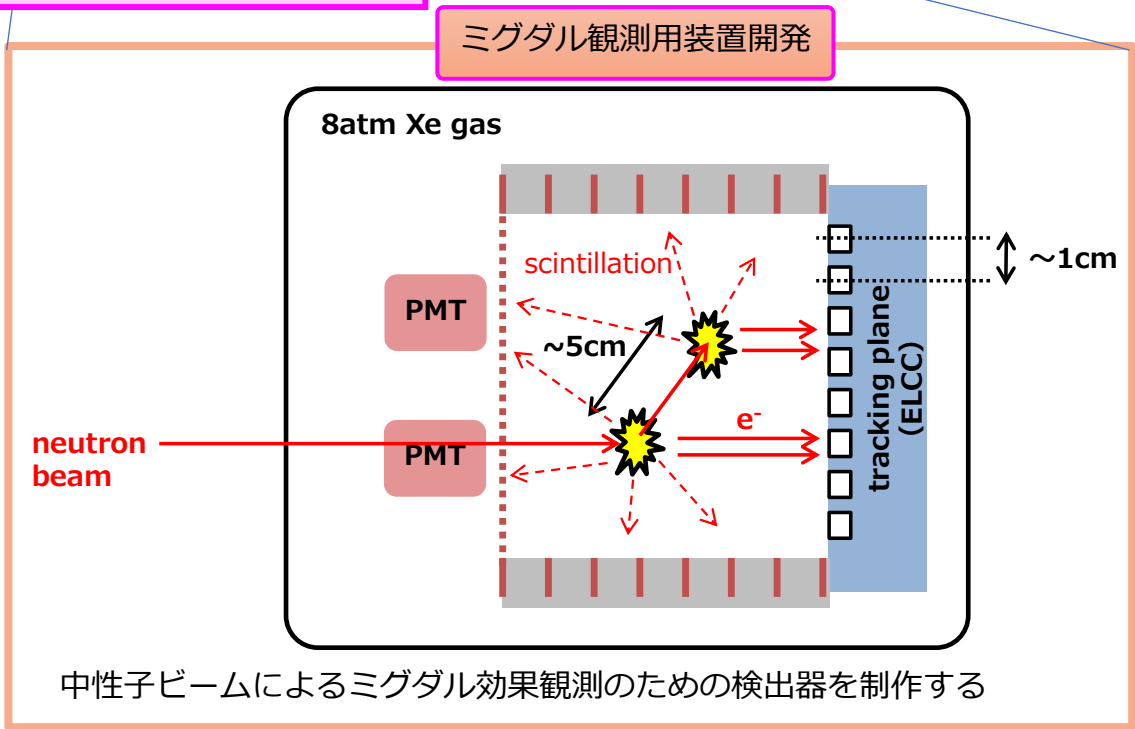 ミグダル観測用装置開発
8atm Xe gas
scintillation
～1cm
PMT
~5cm
tracking plane
(ELCC)
e-
neutron
beam
PMT
中性子ビームによるミグダル効果観測のための検出器を制作する